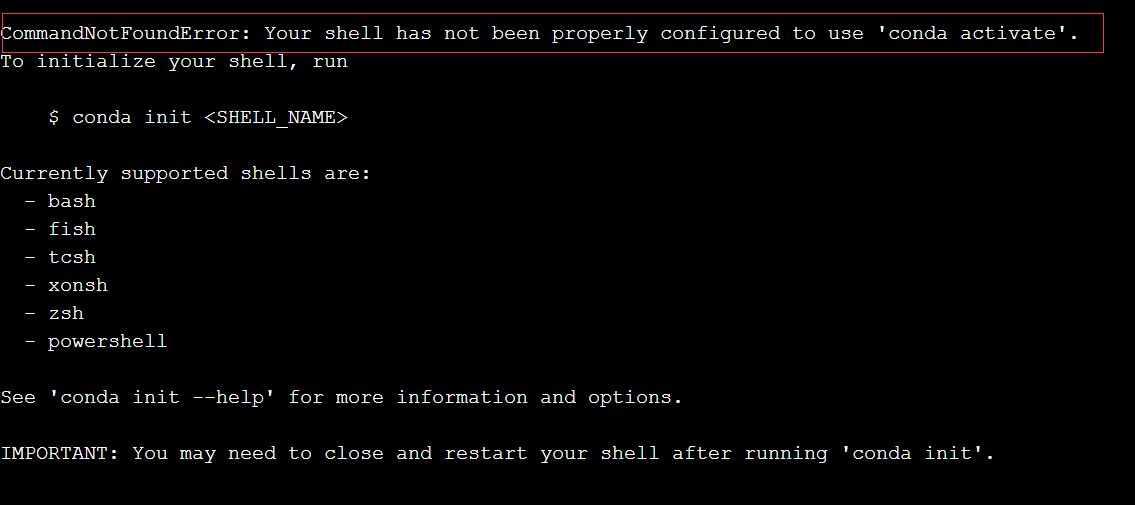 CommandNotFoundError: Your shell has not been properly configured to use 'conda activate'.
To initialize your shell, run
$ conda init <SHELL_NAME>
Currently supported shells are:
- bash
- fish
- tcsh
- xonsh
- zsh
- powershell
See 'conda init --help' for more information and options.
IMPORTANT: You may need to close and restart your shell after running 'conda init'.